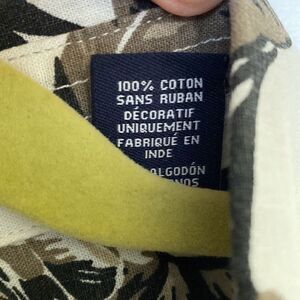 100% COTON
SANS RUBAN
DÉCORATIF
UNIQUEMENT
FABRIQUÉ EN
INDE
ALGODÓN